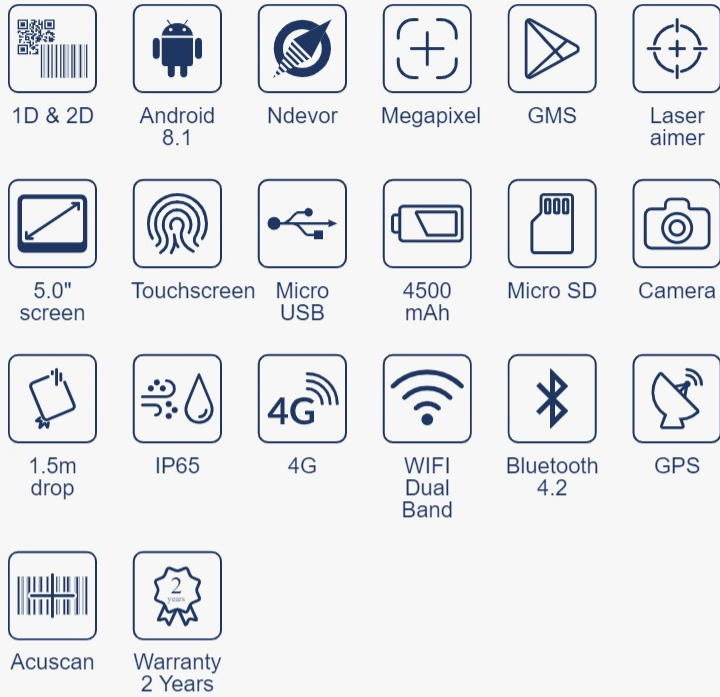 1D & 2D
Android
8.1
Ndevor
Megapixel
GMS
Laser
aimer
5.0"
screen
Touchscreen
Micro
USB
4500
mAh
Micro SD
Camera
1.5m
drop
IP65
4G
4G
WIFI
Dual
Band
Bluetooth
4.2
GPS
Acuscan
2
years
Warranty
2 Years